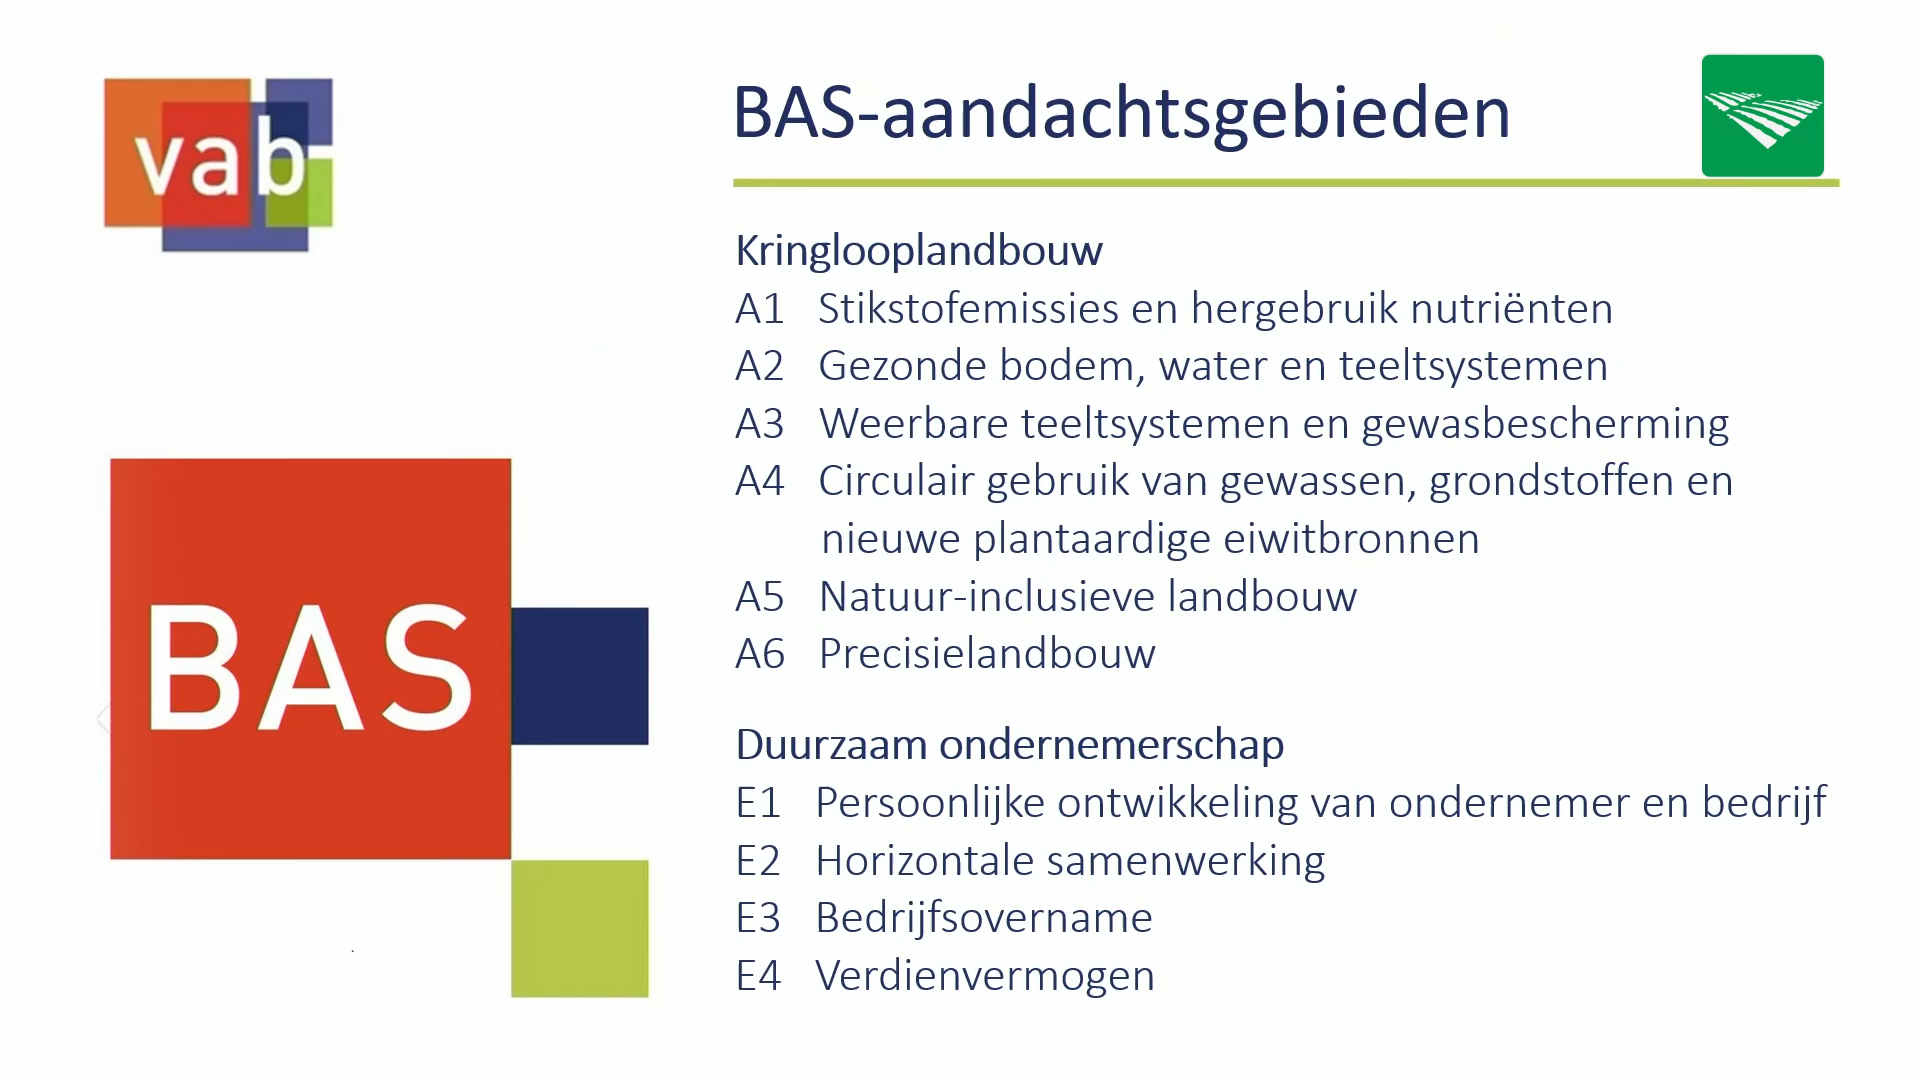 vab
BAS-aandachtsgebieden
Kringlooplandbouw
A1 Stikstofemissies en hergebruik nutriënten
A2 Gezonde bodem, water en teeltsystemen
A3 Weerbare teeltsystemen en gewasbescherming
A4 Circulair gebruik van gewassen, grondstoffen en
nieuwe plantaardige eiwitbronnen
A5 Natuur-inclusieve landbouw
A6 Precisielandbouw
BAS
Duurzaam ondernemerschap
E1 Persoonlijke ontwikkeling van ondernemer en bedrijf
E2 Horizontale samenwerking
E3 Bedrijfsovername
E4 Verdienvermogen